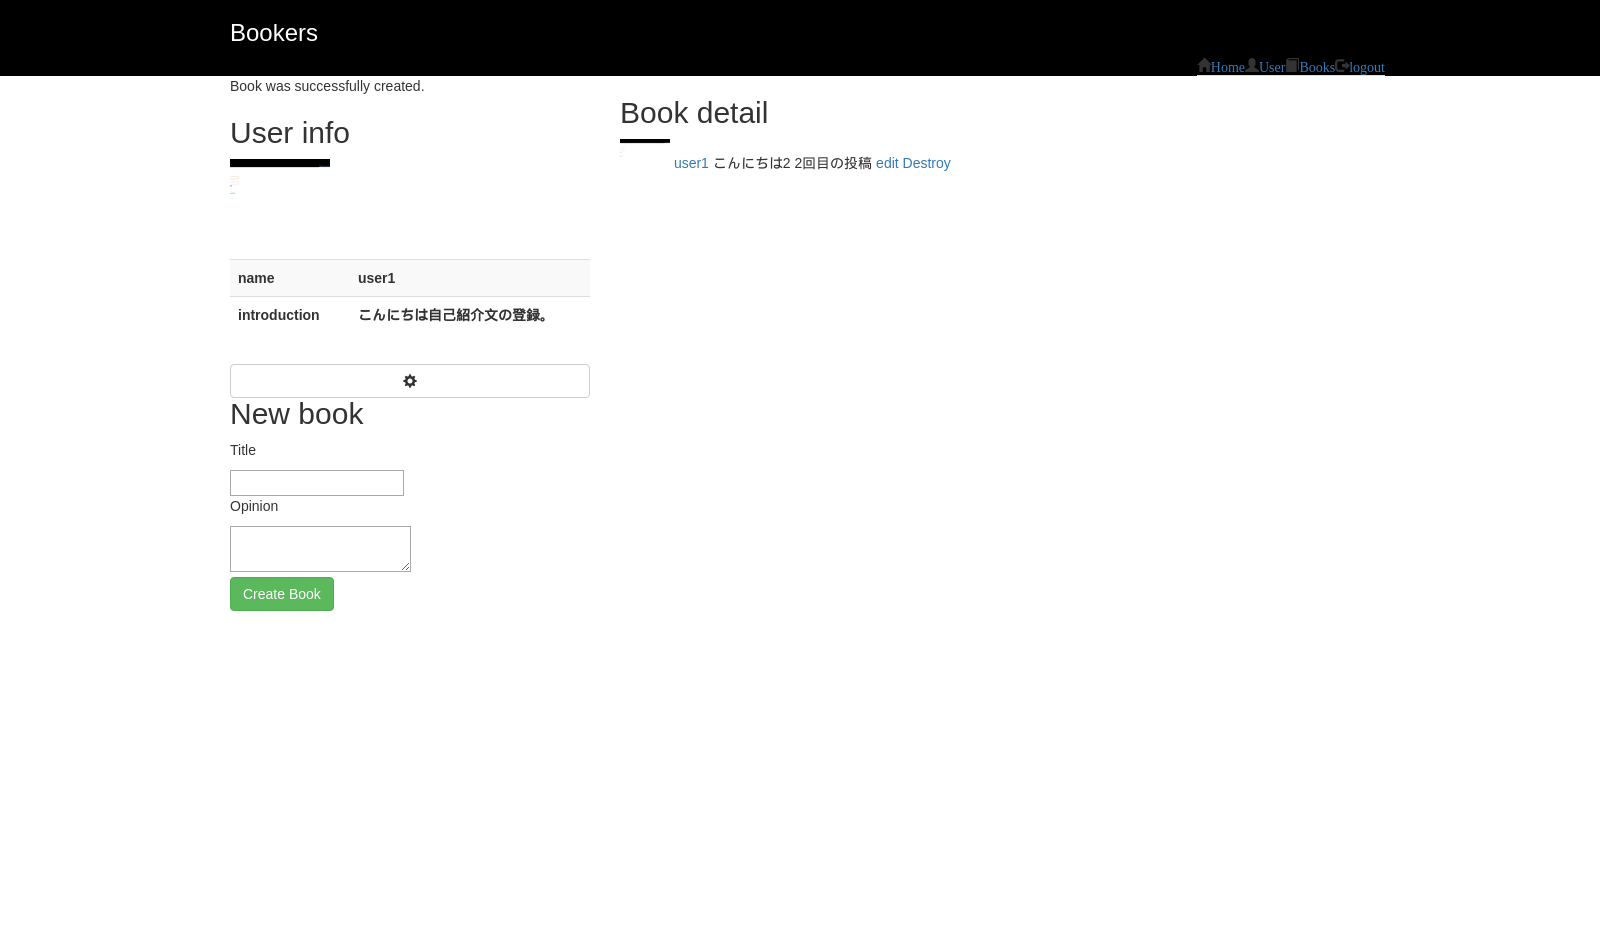 Bookers
Home User Books logout
Book was successfully created.
User info
name user1
introduction こんにちは自己紹介文の登録。
New book
Title
Opinion
Create Book
Book detail
user1 こんにちは2 2回目の投稿 edit Destroy